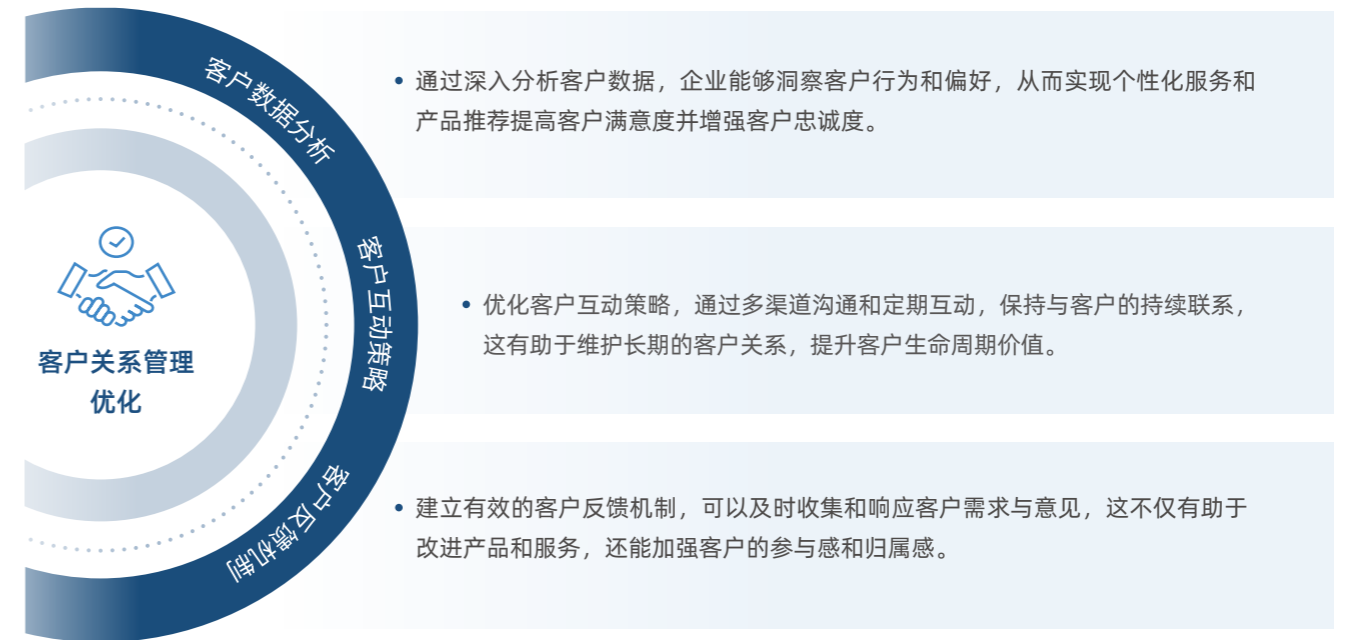 客户关系管理
优化
客户数据分析
• 通过深入分析客户数据，企业能够洞察客户行为和偏好，从而实现个性化服务和
产品推荐提高客户满意度并增强客户忠诚度。
客户互动策略
• 优化客户互动策略，通过多渠道沟通和定期互动，保持与客户的持续联系，
这有助于维护长期的客户关系，提升客户生命周期价值。
客户反馈机制
• 建立有效的客户反馈机制，可以及时收集和响应客户需求与意见，这不仅有助于
改进产品和服务，还能加强客户的参与感和归属感。